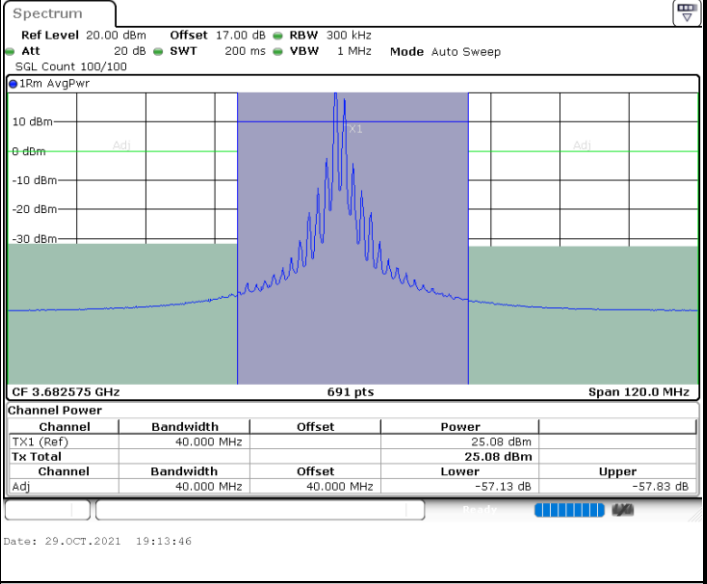 Spectrum
Ref Level 20.00 dBm Offset 17.00 dB RBW 300 kHz
Att 20 dB SWT 200 ms VBW 1 MHz Mode Auto Sweep
SGL Count 100/100
1Rm AvgPwr
10 dBm
X1
Adj
Adj
0 dBm
-10 dBm
-20 dBm
-30 dBm
CF 3.682575 GHz 691 pts Span 120.0 MHz
Channel Power
Channel Bandwidth Offset Power
TX1 (Ref) 40.000 MHz 25.08 dBm
Tx Total 25.08 dBm
Channel Bandwidth Offset Lower Upper
Adj 40.000 MHz 40.000 MHz -57.13 dB -57.83 dB
Ready
Date: 29.OCT.2021 19:13:46